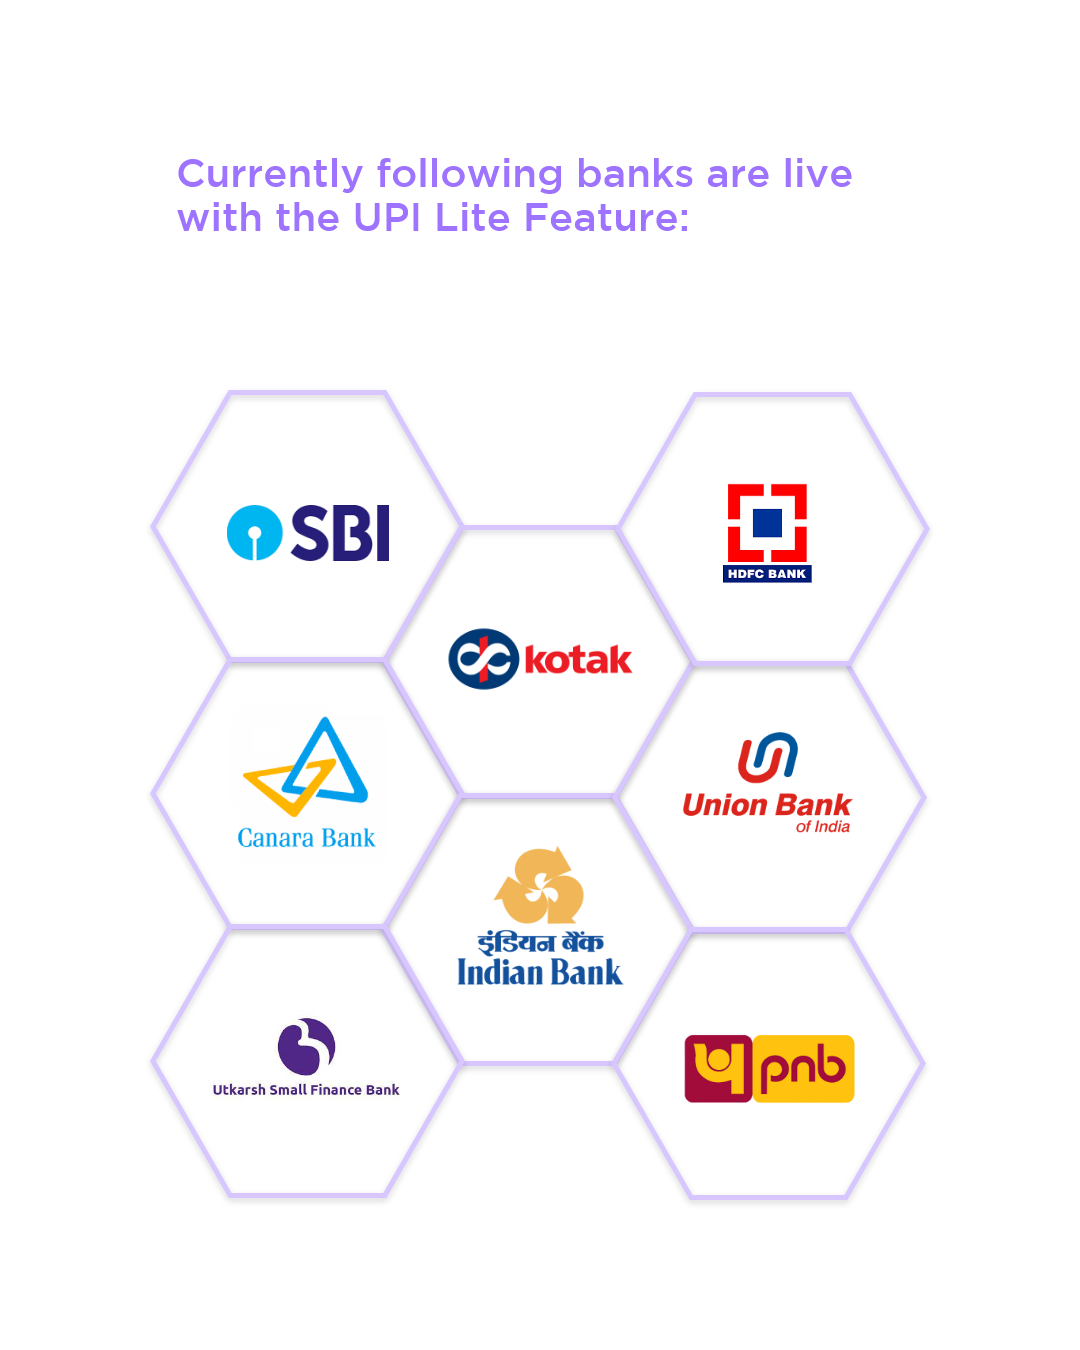 Currently following banks are live
with the UPI Lite Feature:
SBI
HDFC BANK
kotak
Canara Bank
Union Bank
of India
इंडियन बैंक
Indian Bank
Utkarsh Small Finance Bank
pnb